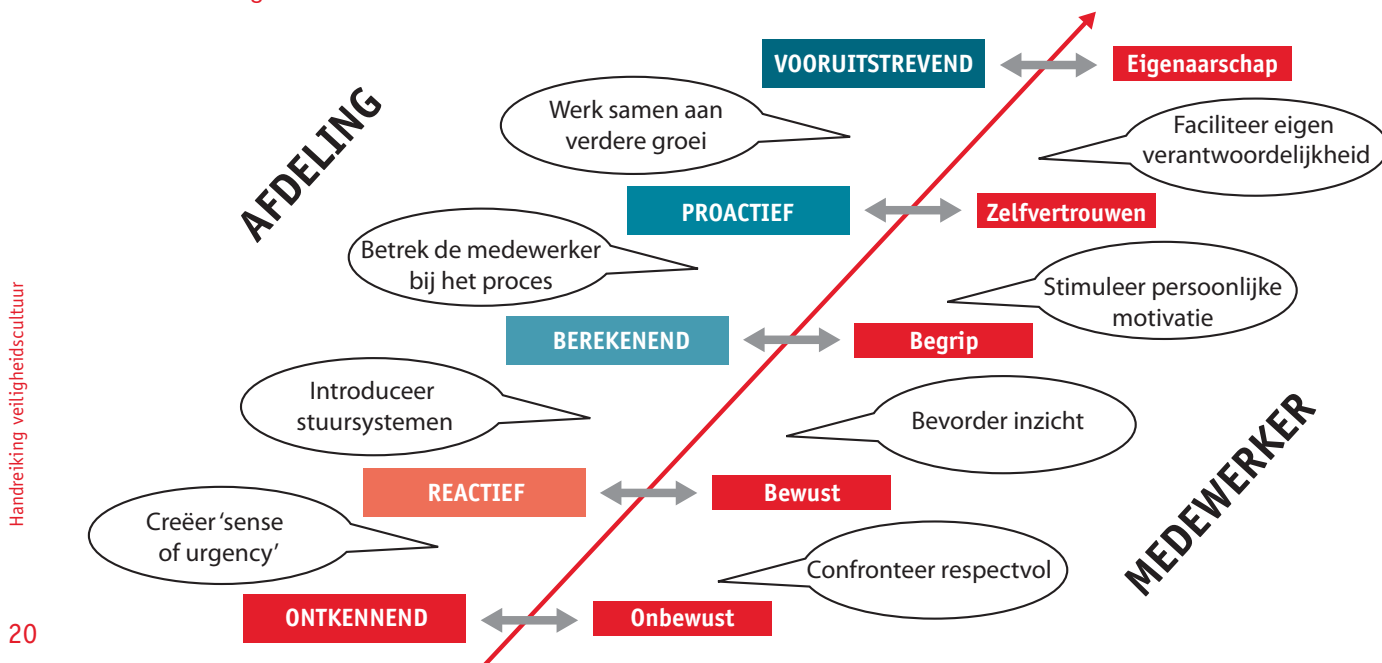 VOORUITSTREVEND
Eigenaarschap
Werk samen aan
verdere groei
Faciliteer eigen
verantwoordelijkheid
AFDELING
PROACTIEF
Zelfvertrouwen
Betrek de medewerker
bij het proces
Stimuleer persoonlijke
motivatie
BEREKENEND
Begrip
Introduceer
stuursystemen
Bevorder inzicht
MEDEWERKER
REACTIEF
Bewust
Creëer ‘sense
of urgency’
Confronteer respectvol
ONTKENNEND
Onbewust
Handreiking veiligheidscultuur
20